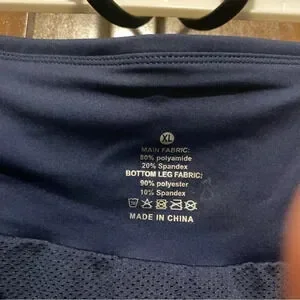 XL
MAIN FABRIC:
80% polyamide
20% Spandex
BOTTOM LEG FABRIC:
90% polyester
10% Spandex
MADE IN CHINA